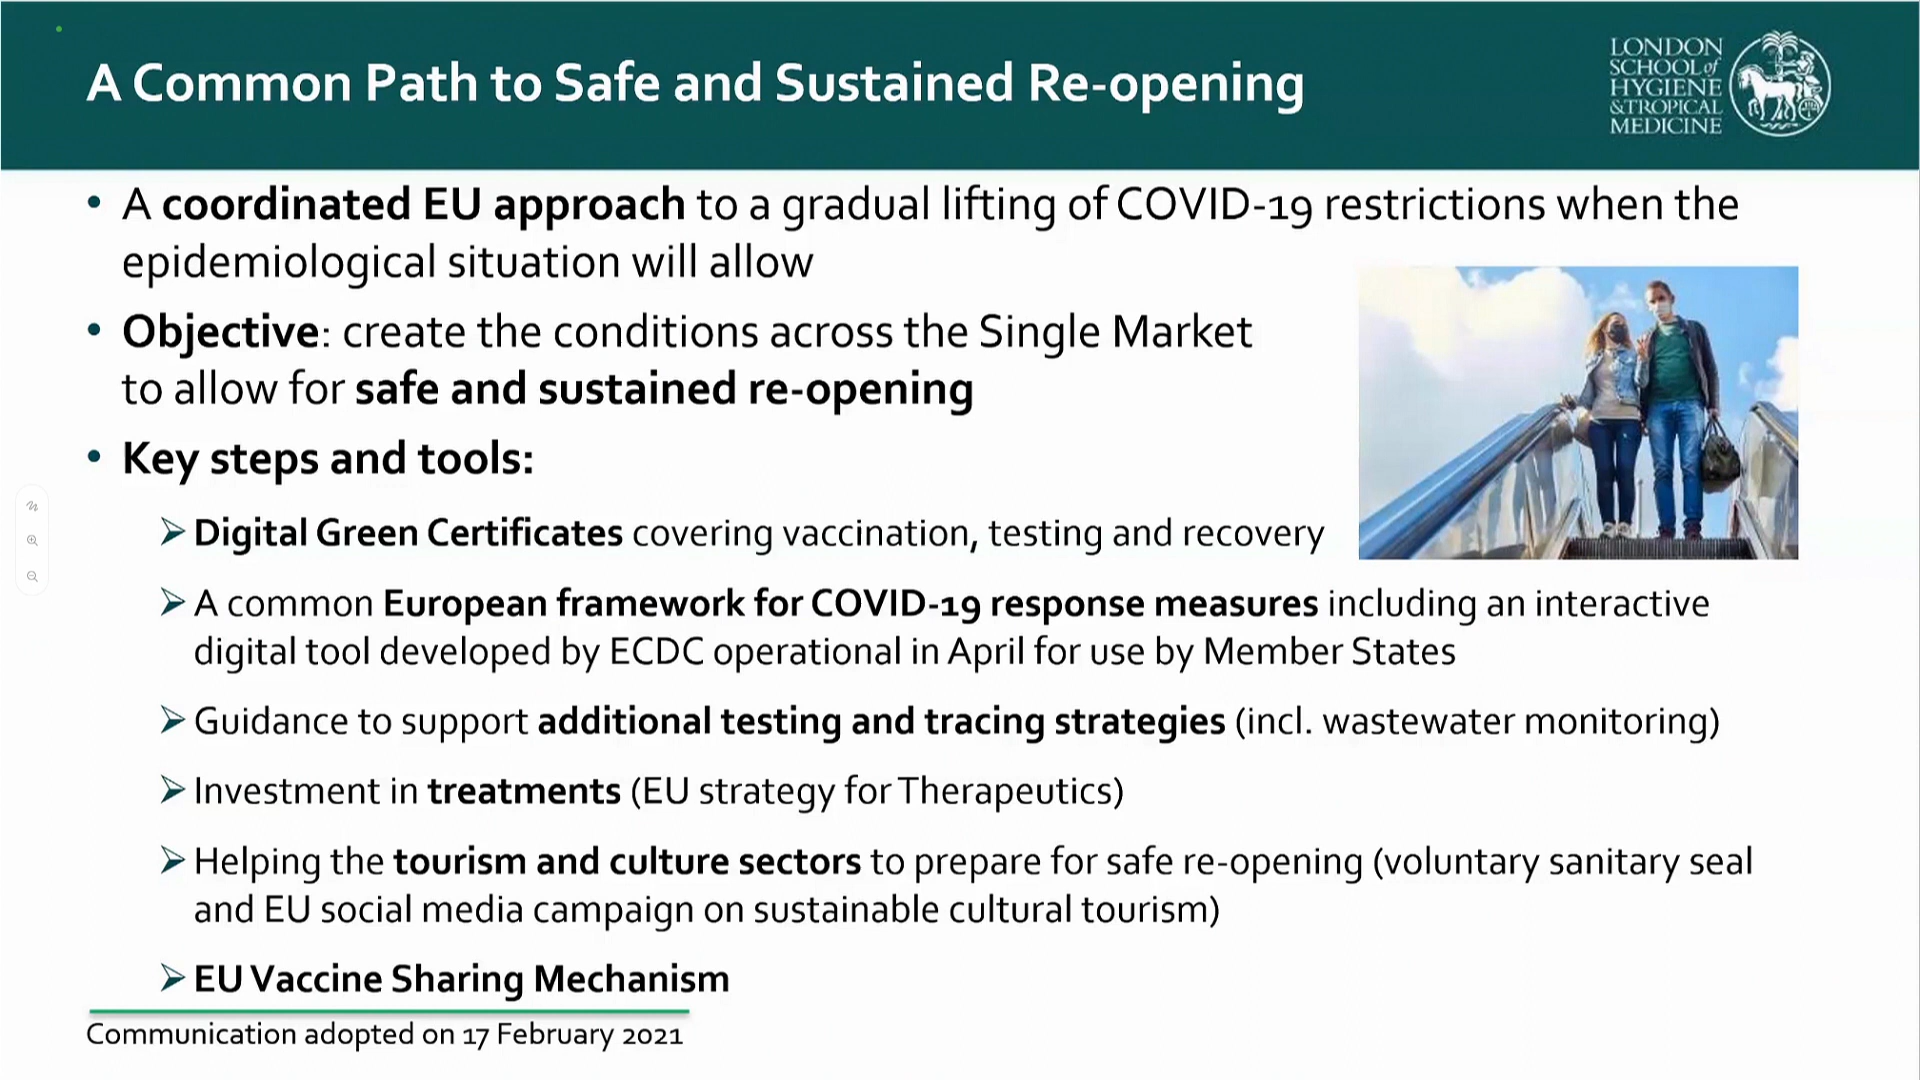 A Common Path to Safe and Sustained Re-opening
LONDON
SCHOOL of
HYGIENE
& TROPICAL
MEDICINE
• A coordinated EU approach to a gradual lifting of COVID-19 restrictions when the
epidemiological situation will allow
• Objective: create the conditions across the Single Market
to allow for safe and sustained re-opening
• Key steps and tools:
➢ Digital Green Certificates covering vaccination, testing and recovery
➢ A common European framework for COVID-19 response measures including an interactive
digital tool developed by ECDC operational in April for use by Member States
➢ Guidance to support additional testing and tracing strategies (incl. wastewater monitoring)
➢ Investment in treatments (EU strategy for Therapeutics)
➢ Helping the tourism and culture sectors to prepare for safe re-opening (voluntary sanitary seal
and EU social media campaign on sustainable cultural tourism)
➢ EU Vaccine Sharing Mechanism
Communication adopted on 17 February 2021